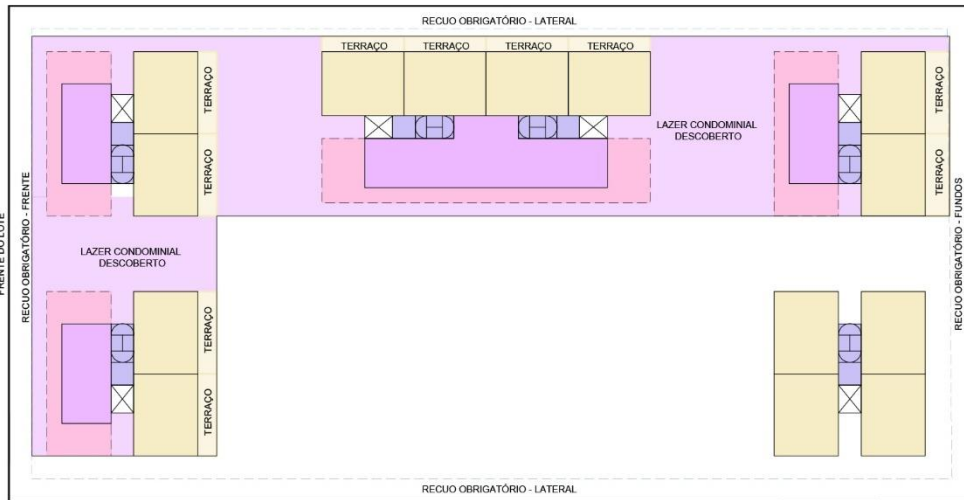 RECUO OBRIGATÓRIO - LATERAL
TERRAÇO TERRAÇO TERRAÇO TERRAÇO
TERRAÇO
TERRAÇO
TERRAÇO
TERRAÇO
LAZER CONDOMINIAL
DESCOBERTO
FRENTE DO LOTE
RECUO OBRIGATÓRIO - FRENTE
LAZER CONDOMINIAL
DESCOBERTO
RECUO OBRIGATÓRIO - FUNDOS
TERRAÇO
TERRAÇO
RECUO OBRIGATÓRIO - LATERAL